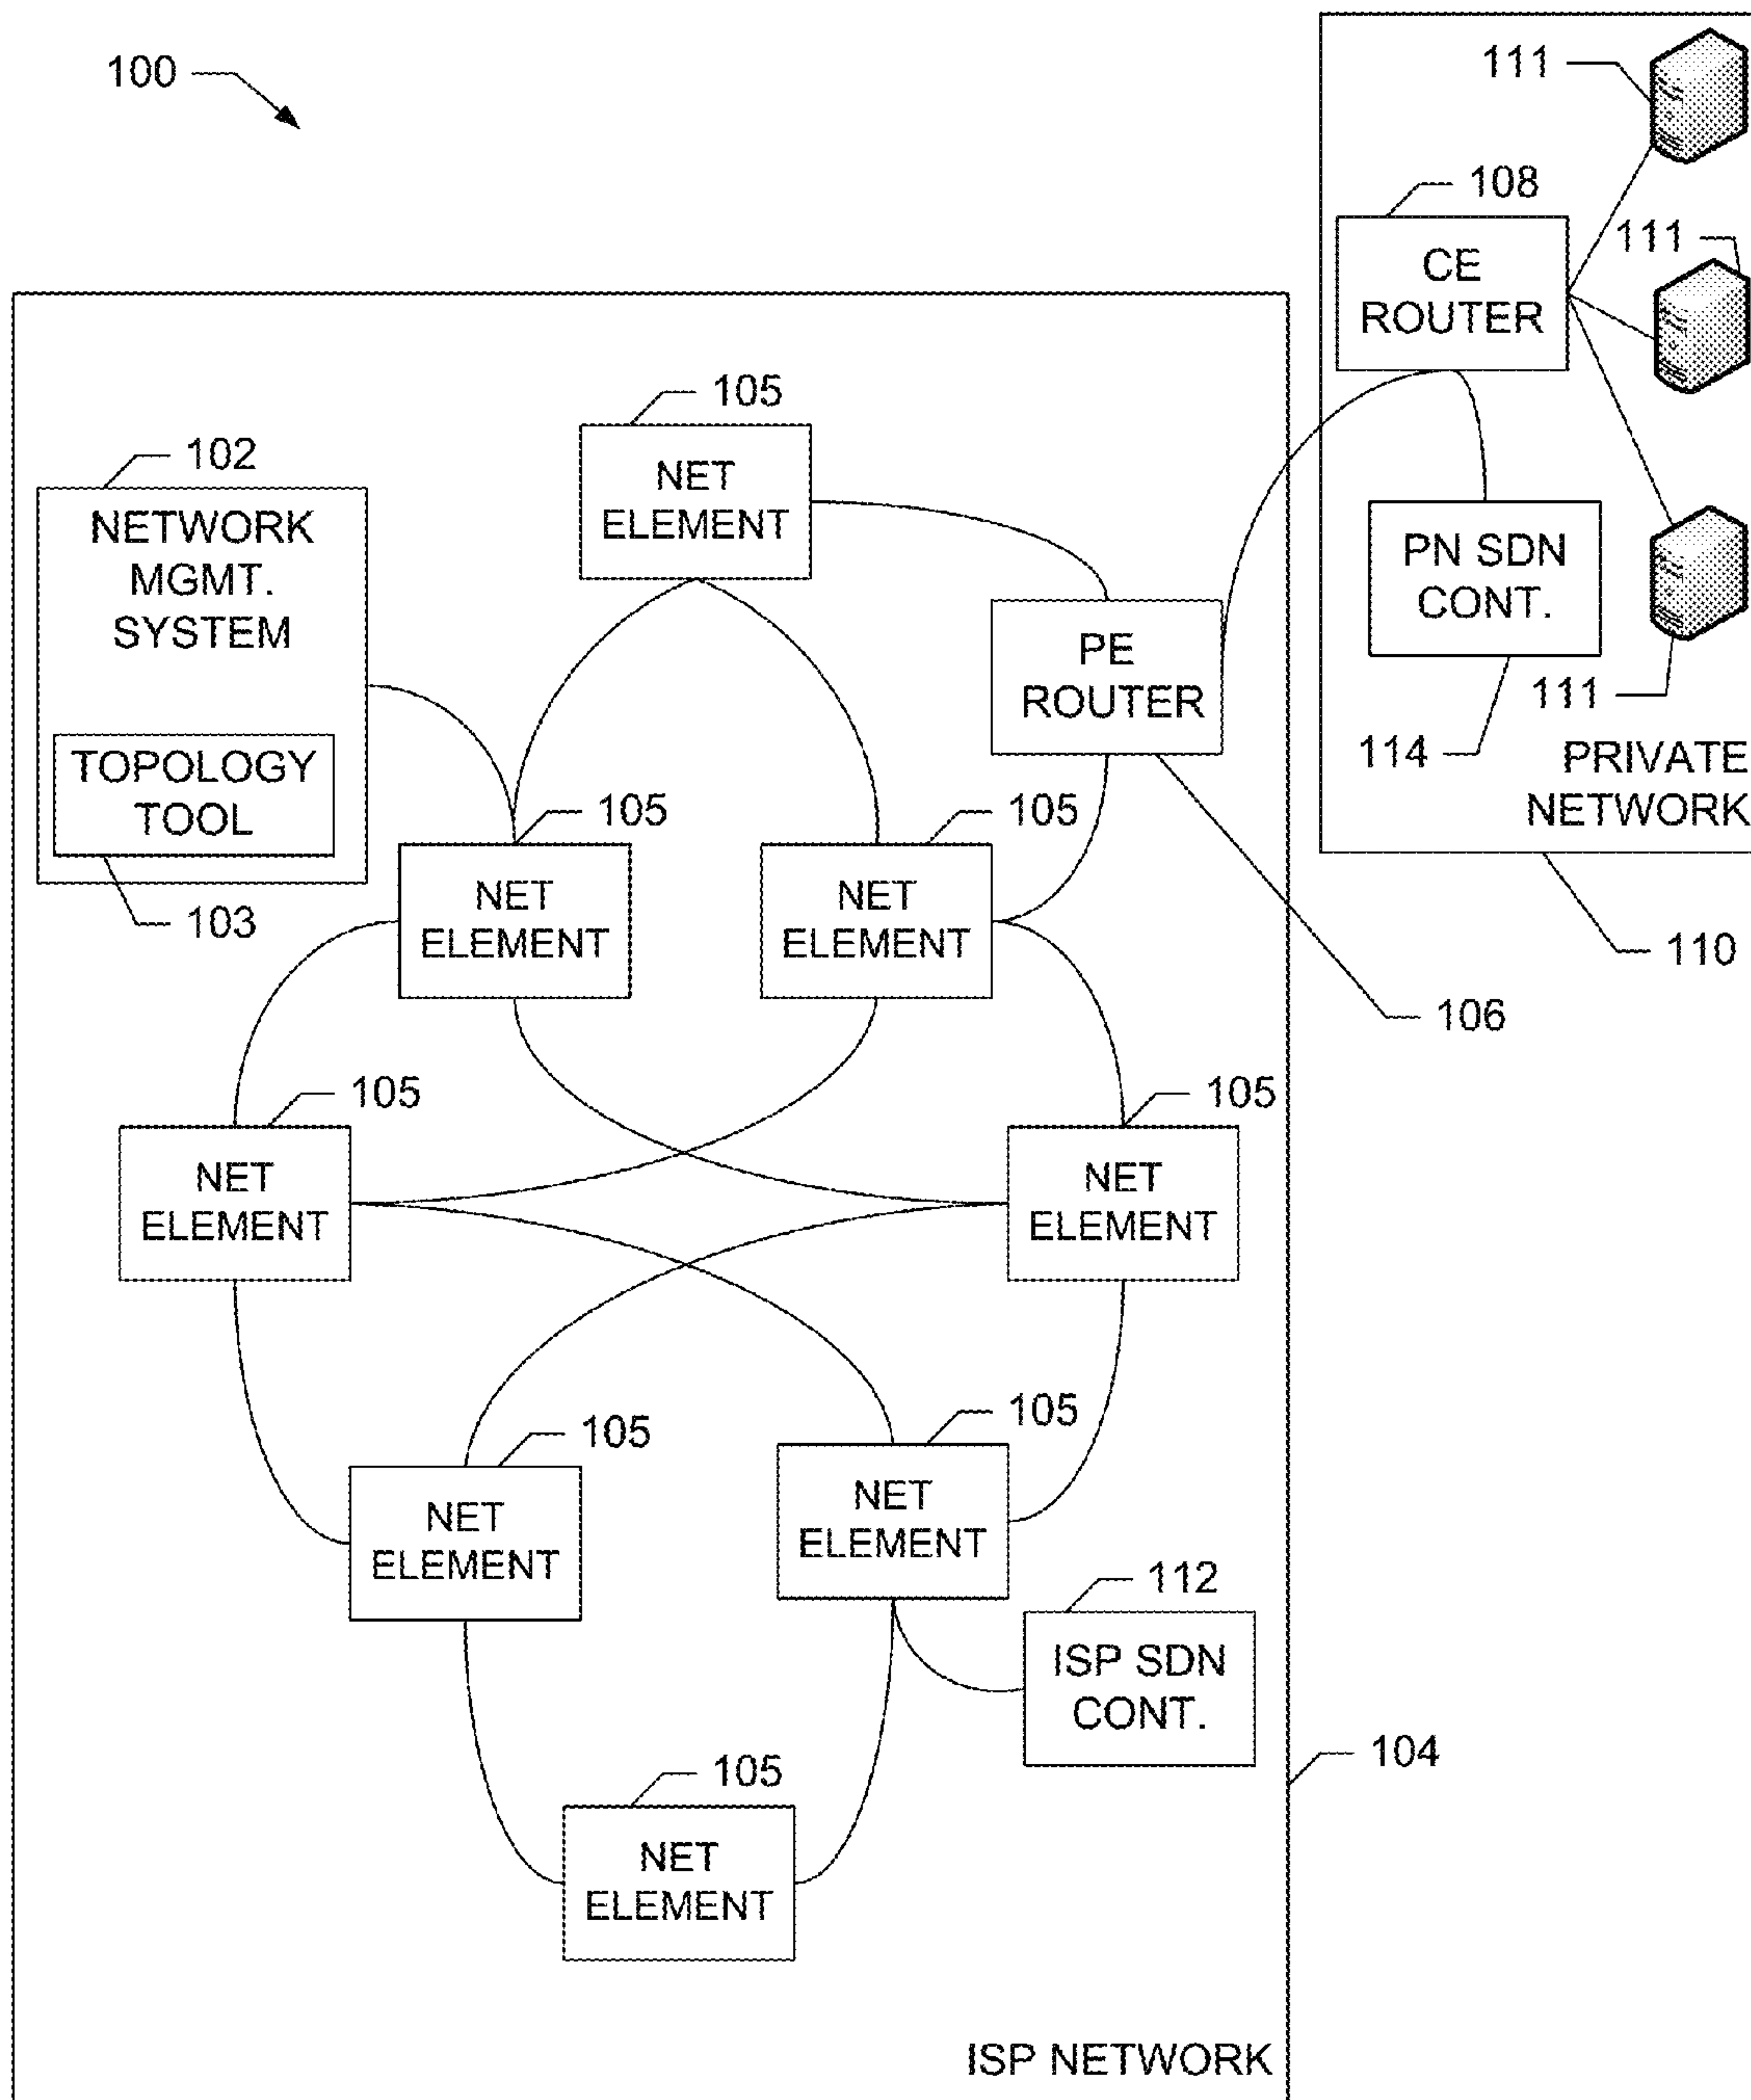 100
111
108
111
CE
ROUTER
105
102
NET
ELEMENT
NETWORK
MGMT.
SYSTEM
PN SDN
CONT.
PE
ROUTER
111
114
PRIVATE
NETWORK
TOPOLOGY
TOOL
105
105
103
NET
ELEMENT
NET
ELEMENT
110
106
105
105
NET
ELEMENT
NET
ELEMENT
105
105
NET
ELEMENT
NET
ELEMENT
112
ISP SDN
CONT.
104
105
NET
ELEMENT
ISP NETWORK